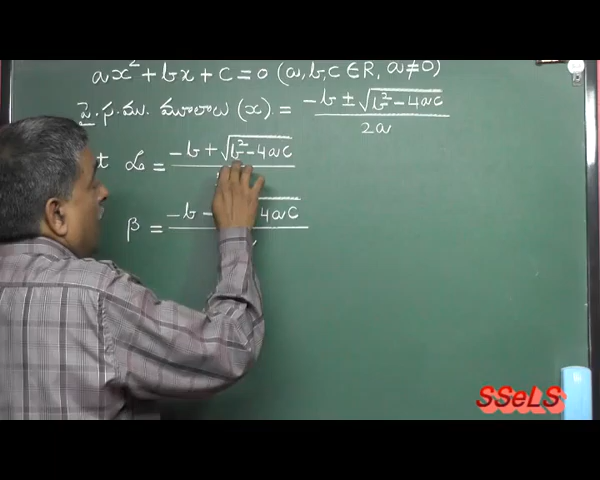 ax² + bx + c = 0 (a, b, c ∈ R, a ≠ 0)
పై. స. ము. మూలాలు (x) = (-b ± √(b² - 4ac)) / 2a
t α = (-b + √(b² - 4ac)) /
β = (-b - 4ac) /
SSeLS